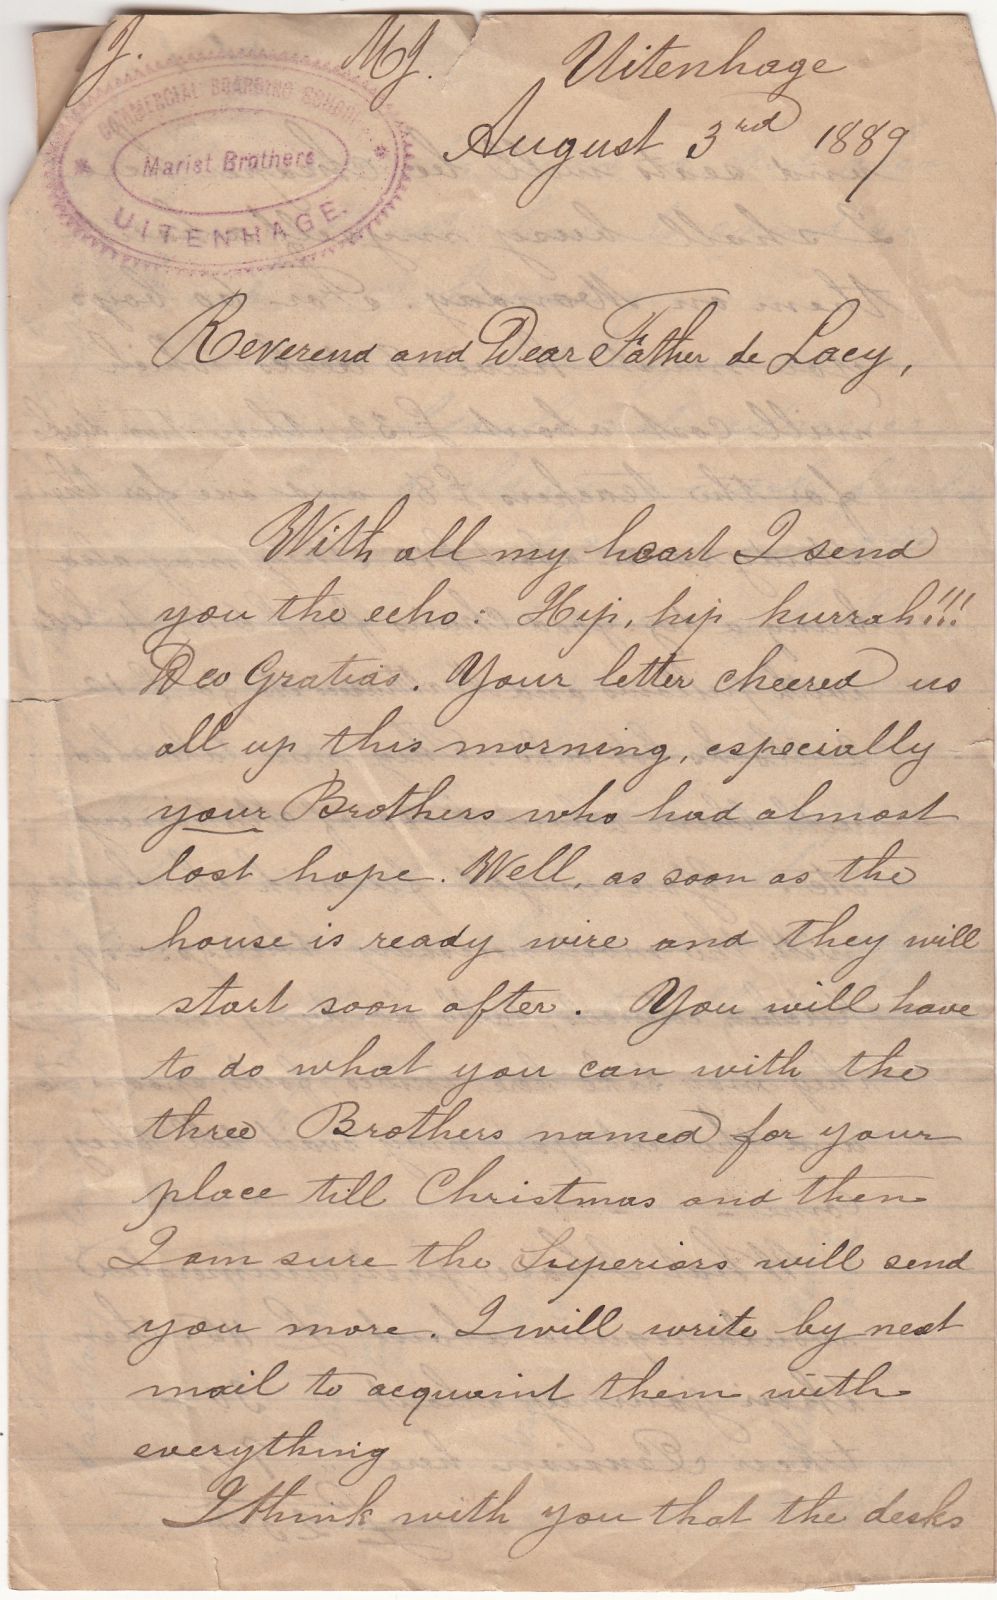 J. MJ. Uitenhage
COMMERCIAL BOARDING SCHOOL
Marist Brothers
UITENHAGE.
August 3rd 1889
Reverend and Dear Father de Lacy,
With all my heart I send
you the echo: Hip, hip hurrah!!!
Deo Gratias. Your letter cheered us
all up this morning, especially
your Brothers who had almost
lost hope. Well, as soon as the
house is ready wire and they will
start soon after. You will have
to do what you can with the
three Brothers named for your
place till Christmas and then
I am sure the Superiors will send
you more. I will write by next
mail to acquaint them with
everything
I think with you that the desks